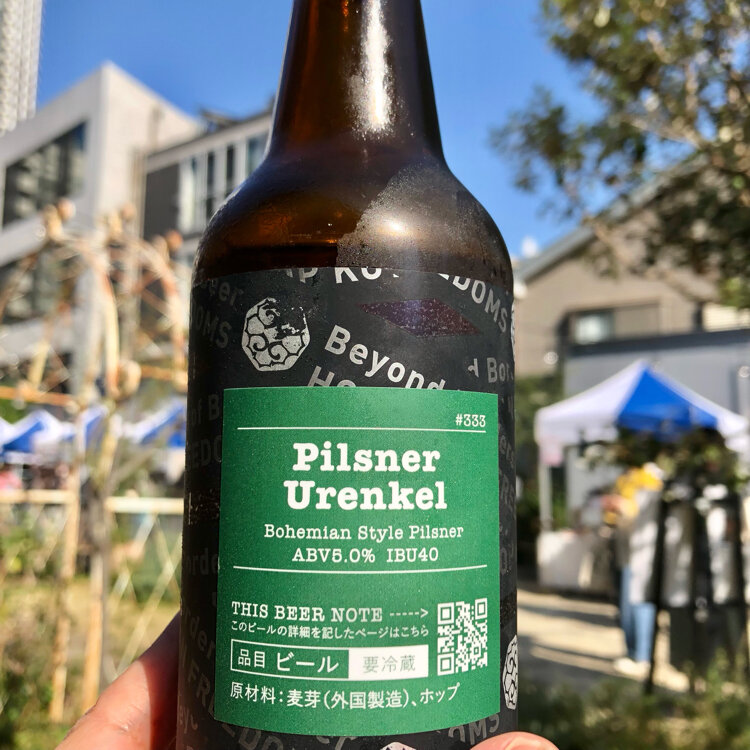 Beyond
DOMS
#333
Pilsner
Urenkel
Bohemian Style Pilsner
ABV5.0% IBU40
THIS BEER NOTE ----->
このビールの詳細を記したページはこちら
品目 ビール 要冷蔵
原材料：麦芽（外国製造）、ホップ